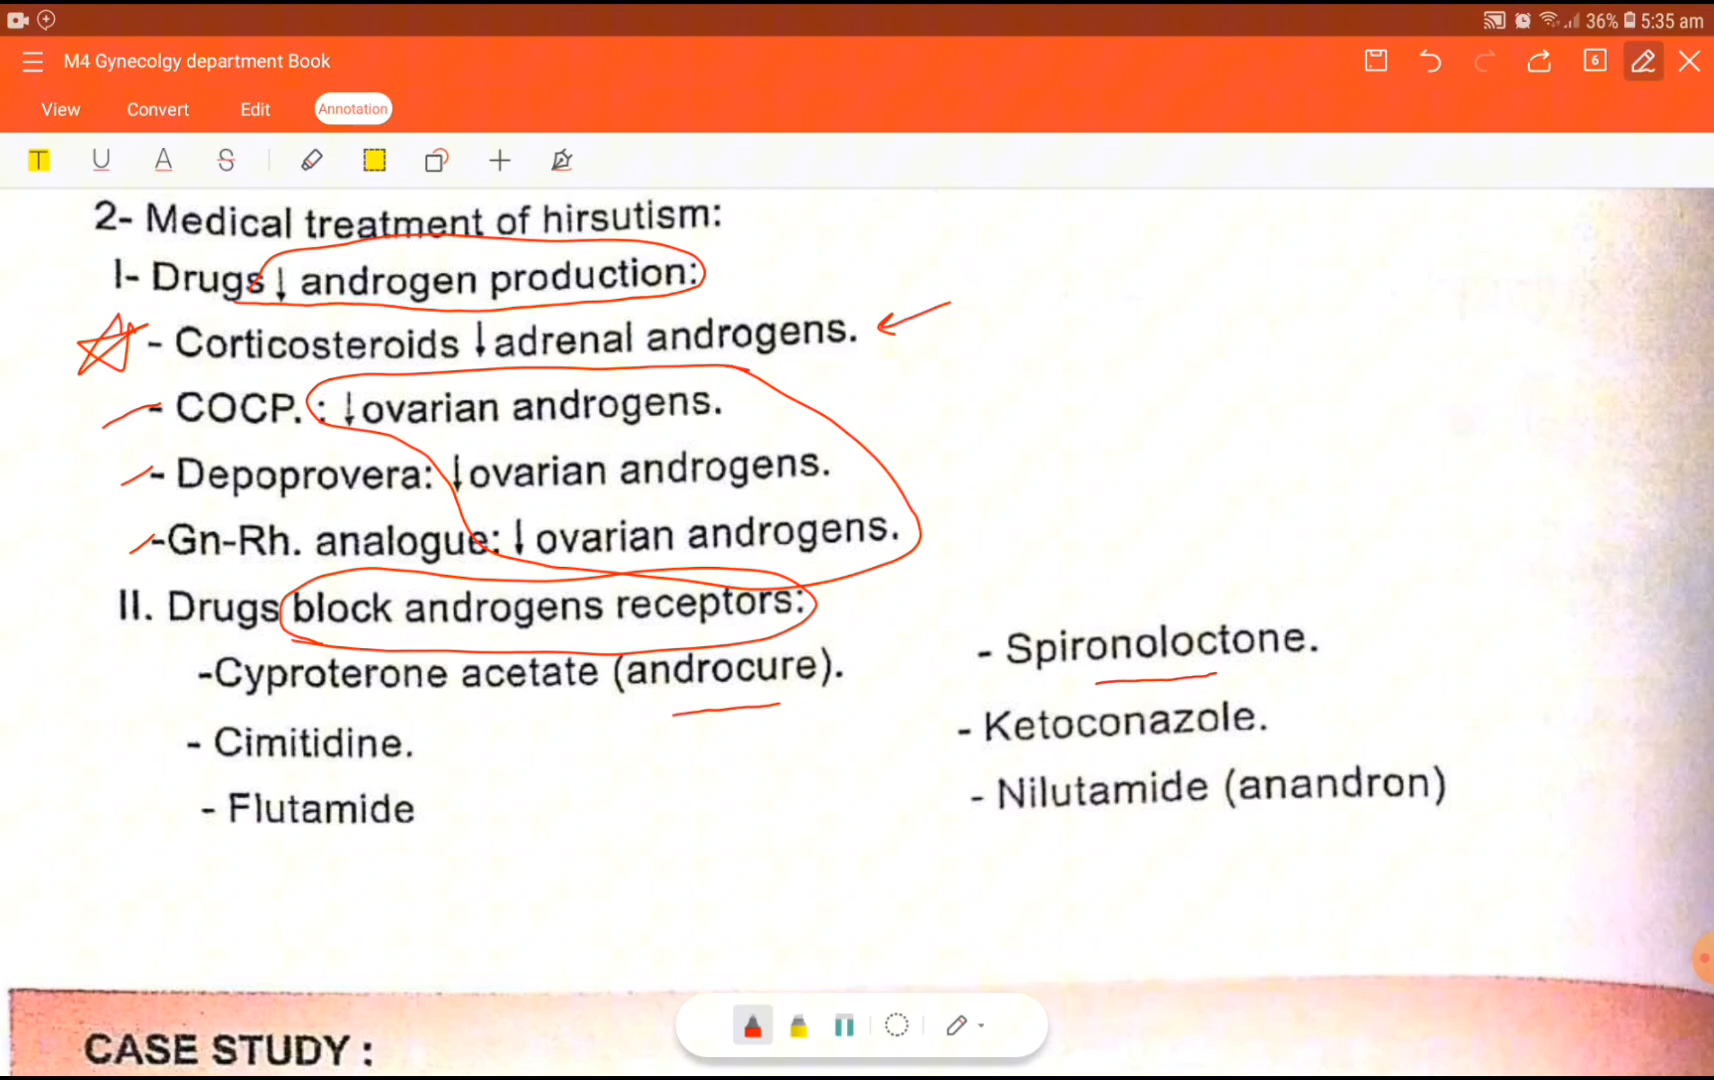 36% 5:35 am
M4 Gynecolgy department Book
6
View Convert Edit Annotation
T U A S
2- Medical treatment of hirsutism:
I- Drugs ↓ androgen production:
- Corticosteroids ↓ adrenal androgens.
- COCP. : ↓ovarian androgens.
- Depoprovera: ↓ovarian androgens.
-Gn-Rh. analogue: ↓ ovarian androgens.
II. Drugs block androgens receptors:
-Cyproterone acetate (androcure).
- Spironoloctone.
- Cimitidine.
- Ketoconazole.
- Flutamide
- Nilutamide (anandron)
CASE STUDY :